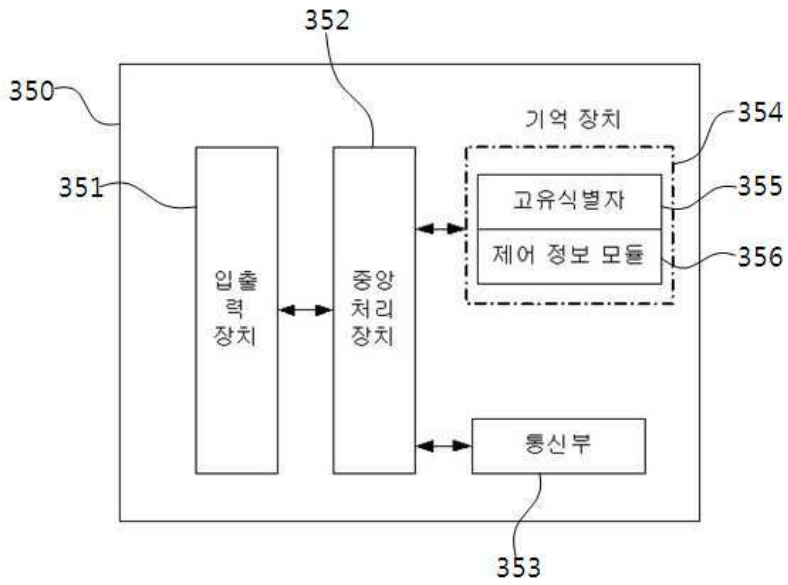 352
350
기억 장치
354
351
고유식별자
355
제어 정보 모듈
356
입출
력
장치
중앙
처리
장치
통신부
353